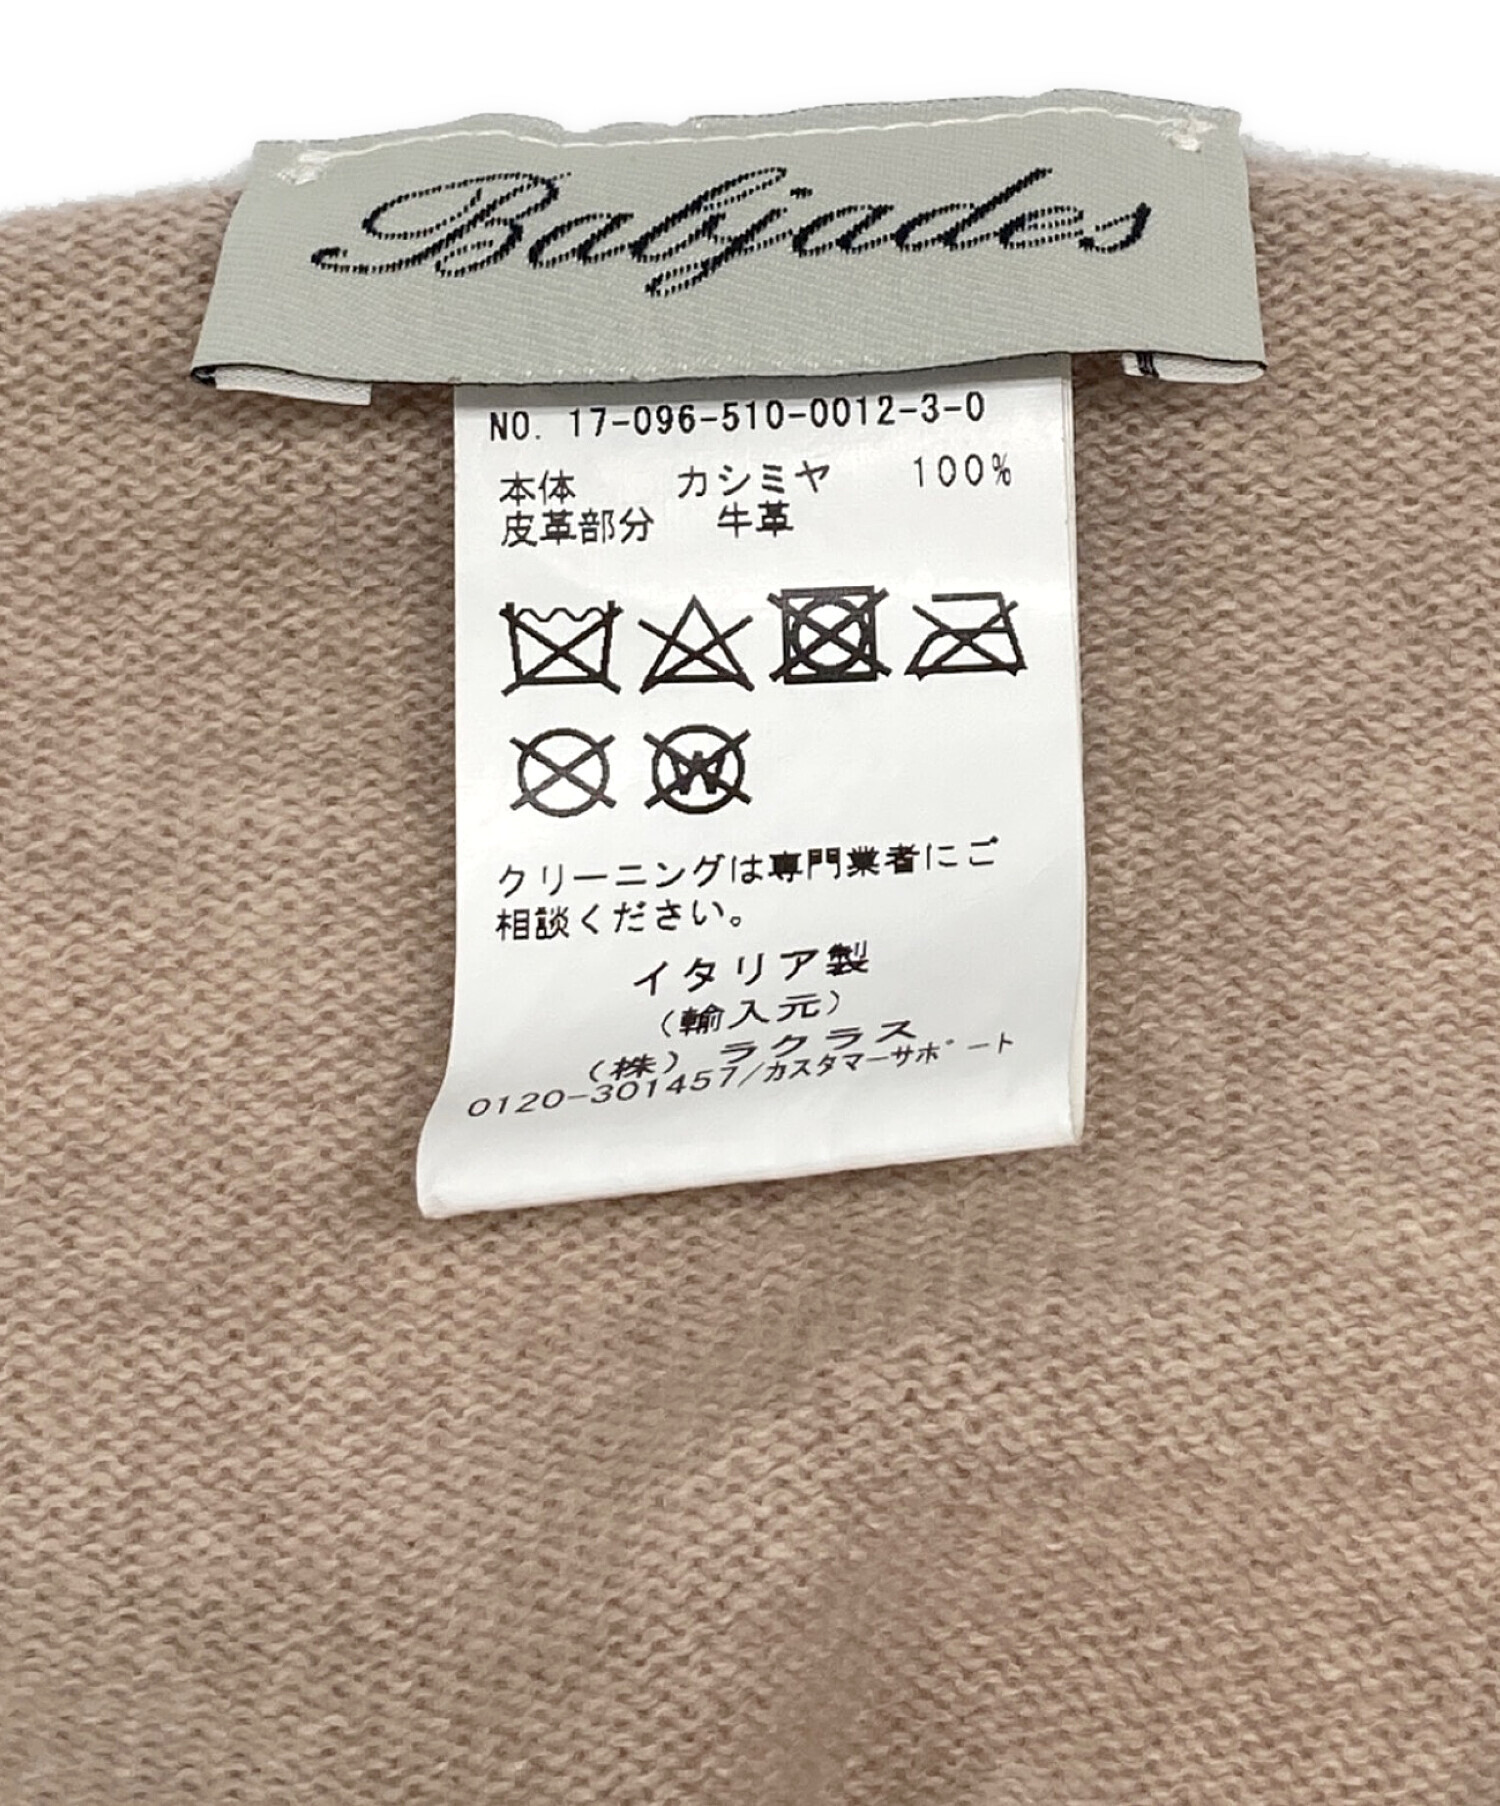 Babjades
NO. 17-096-510-0012-3-0
本体 カシミヤ 100%
皮革部分 牛革
W
クリーニングは専門業者にご
相談ください。
イタリア製
(輸入元)
(株) ラクラス
0120-301457/カスタマーサポート